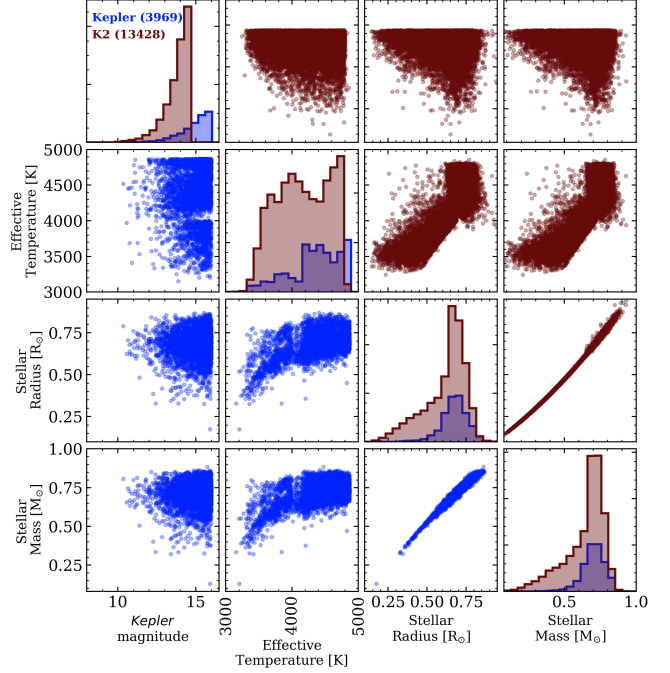 Kepler (3969)
K2 (13428)
5000
4500
4000
3500
3000
Effective
Temperature [K]
0.75
0.50
0.25
Stellar
Radius [R⊙]
1.00
0.75
0.50
0.25
Stellar
Mass [M⊙]
10 15
Kepler
magnitude
3000 4000 5000
Effective
Temperature [K]
0.25 0.50 0.75
Stellar
Radius [R⊙]
0.5 1.0
Stellar
Mass [M⊙]